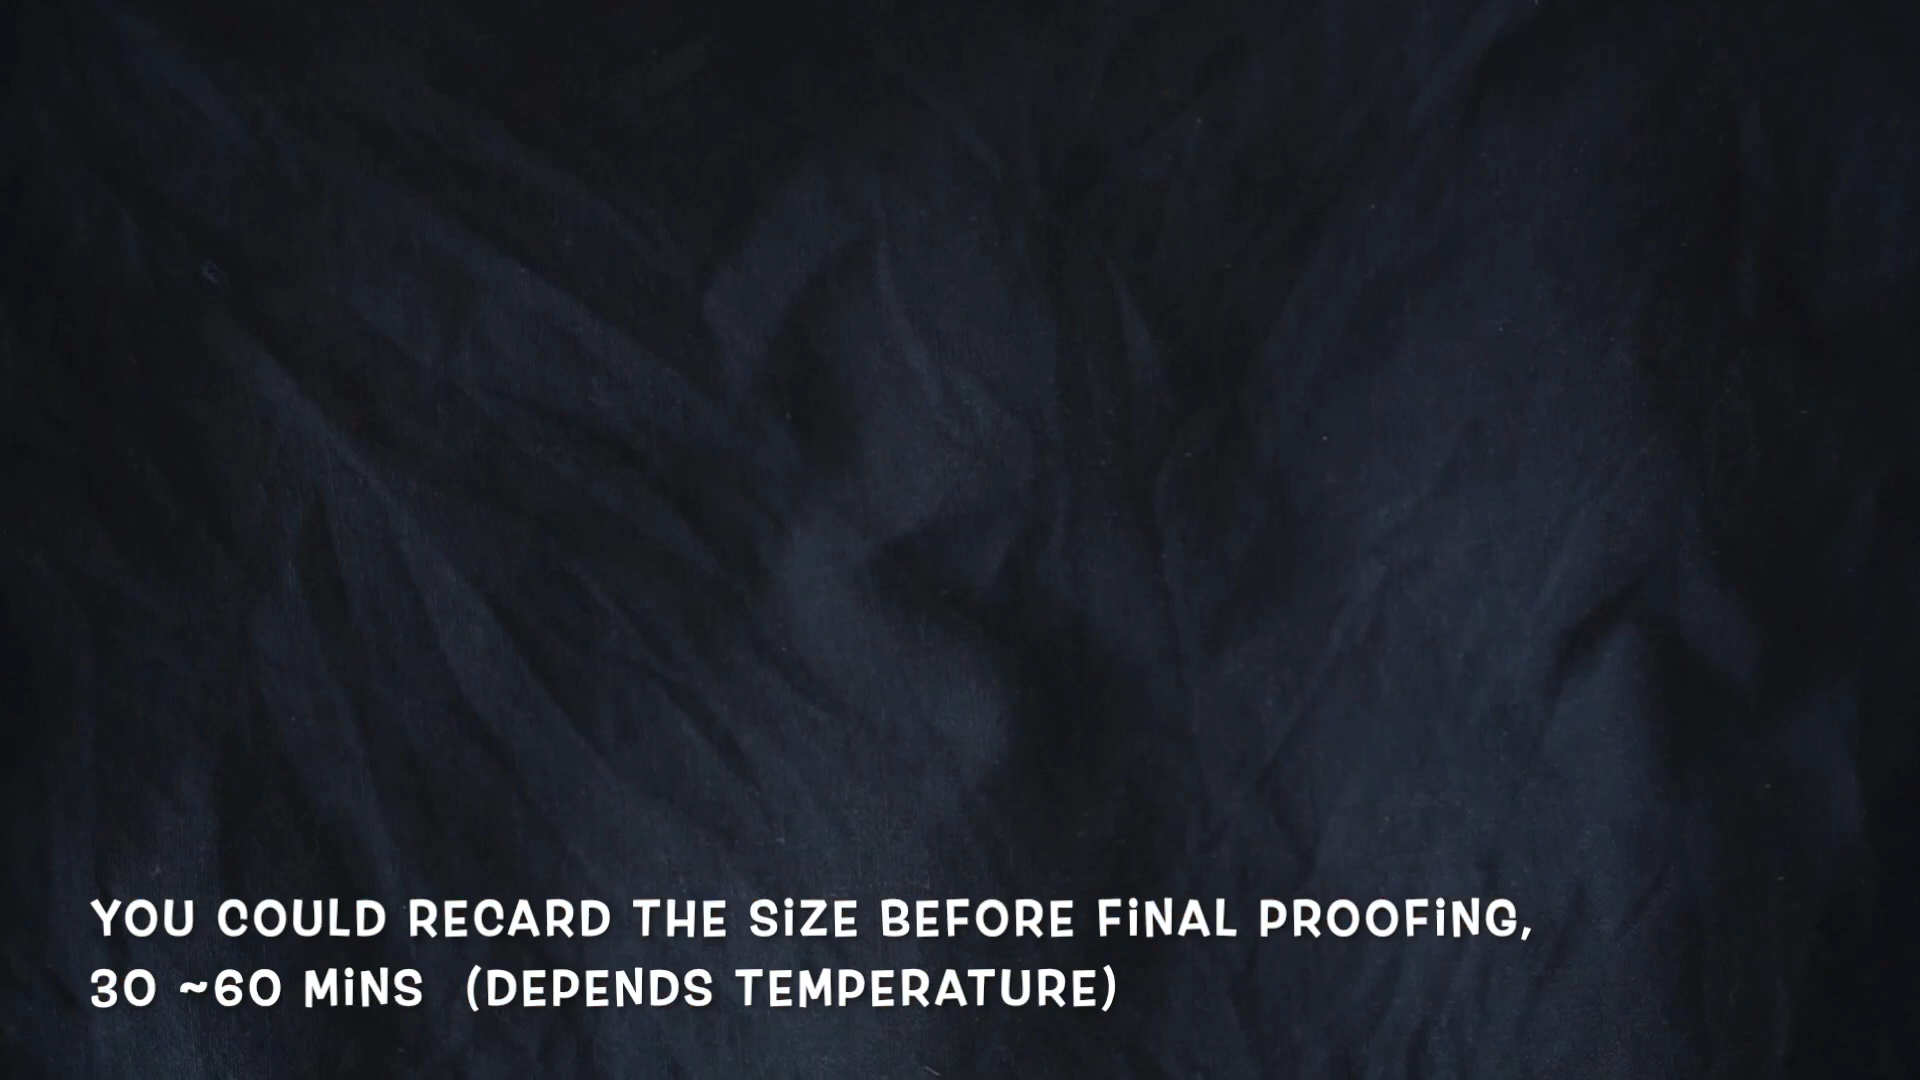 YOU COULD RECARD THE SiZE BEFORE FiNAL PROOFiNG,
30 ~60 MiNS (DEPENDS TEMPERATURE)